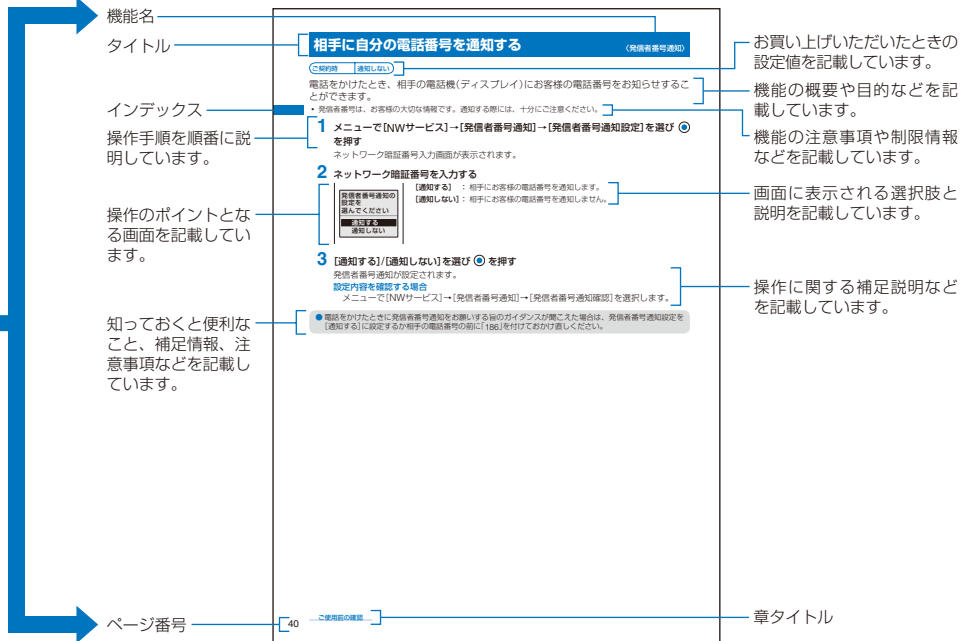 機能名
タイトル
インデックス
操作手順を順番に説
明しています。
操作のポイントとな
る画面を記載してい
ます。
知っておくと便利な
こと、補足情報、注
意事項などを記載し
ています。
ページ番号
相手に自分の電話番号を通知する
〈発信者番号通知〉
ご契約時 通知しない
電話をかけたとき、相手の電話機(ディスプレイ)にお客様の電話番号をお知らせするこ
とができます。
• 発信者番号は、お客様の大切な情報です。通知する際には、十分にご注意ください。
1 メニューで[NWサービス]→[発信者番号通知]→[発信者番号通知設定]を選び
を押す
ネットワーク暗証番号入力画面が表示されます。
2 ネットワーク暗証番号を入力する
発信者番号通知の
設定を
選んでください
通知する
通知しない
[通知する] :相手にお客様の電話番号を通知します。
[通知しない]:相手にお客様の電話番号を通知しません。
3 [通知する]/[通知しない]を選び を押す
発信者番号通知が設定されます。
設定内容を確認する場合
メニューで[NWサービス]→[発信者番号通知]→[発信者番号通知確認]を選択します。
● 電話をかけたときに発信者番号通知をお願いする旨のガイダンスが聞こえた場合は、発信者番号通知設定を
[通知する]に設定するか相手の電話番号の前に「186」を付けておかけ直しください。
40
ご使用前の確認
お買い上げいただいたときの
設定値を記載しています。
機能の概要や目的などを記
載しています。
機能の注意事項や制限情報
などを記載しています。
画面に表示される選択肢と
説明を記載しています。
操作に関する補足説明など
を記載しています。
章タイトル